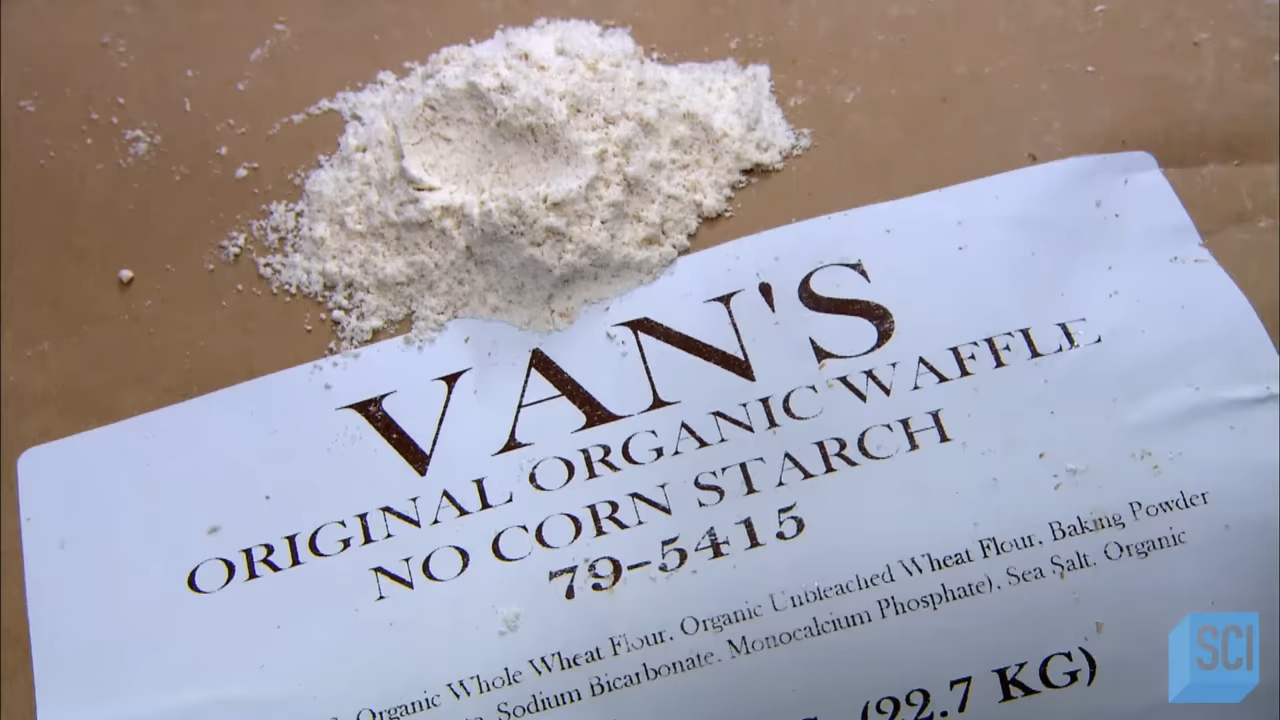 VAN'S
ORIGINAL ORGANIC WAFFLE
NO CORN STARCH
79-5415
Organic Whole Wheat Flour, Organic Unbleached Wheat Flour, Baking Powder
Sodium Bicarbonate, Monocalcium Phosphate), Sea Salt, Organic
(22.7 KG)
SCI